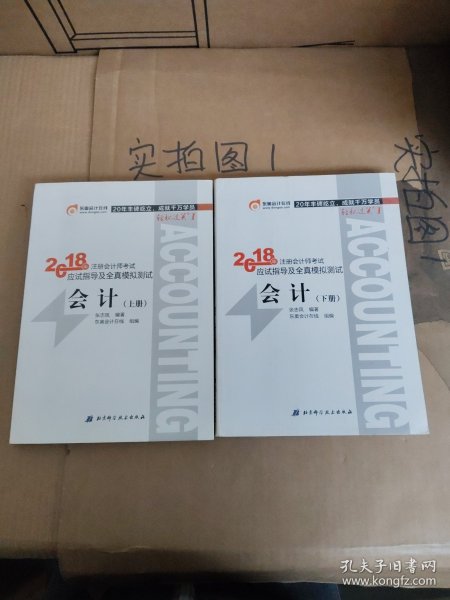 实拍图1
实拍图1
东奥会计在线
www.dongao.com
20年丰碑屹立，成就千万学员
轻松过关1
2018年注册会计师考试
应试指导及全真模拟测试
会计（上册）
张志凤 编著
东奥会计在线 组编
ACCOUNTING
北京科学技术出版社
东奥会计在线
www.dongao.com
20年丰碑屹立，成就千万学员
轻松过关1
2018年注册会计师考试
应试指导及全真模拟测试
会计（下册）
张志凤 编著
东奥会计在线 组编
ACCOUNTING
北京科学技术出版社
孔夫子旧书网
www.kongfz.com